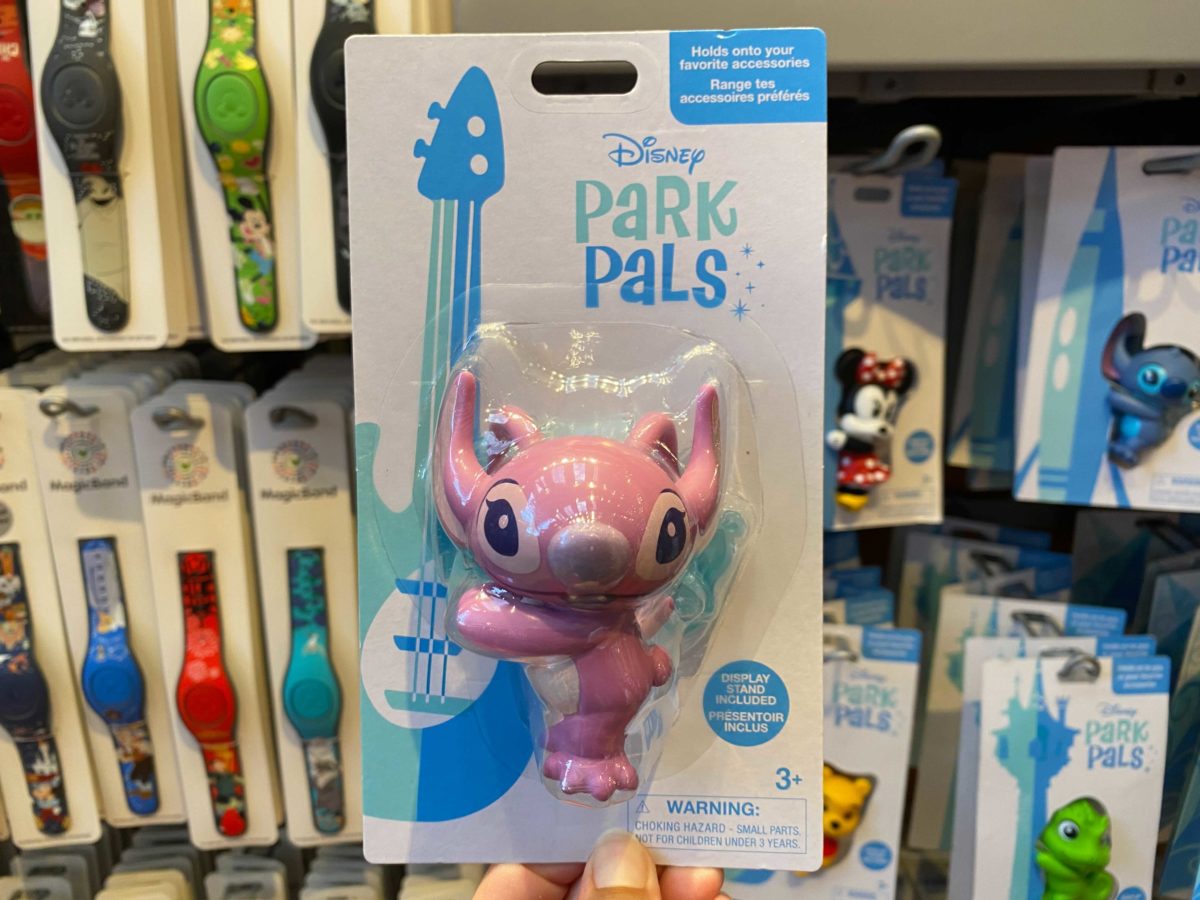 Holds onto your
favorite accessories
Range tes
accessoires préférés
Disney
PaRK
PaLS
DISPLAY
STAND
INCLUDED
PRÉSENTOIR
INCLUS
3+
WARNING:
CHOKING HAZARD - SMALL PARTS.
NOT FOR CHILDREN UNDER 3 YEARS.
MagicBand
MagicBand
MagicBand
Disney
PaRK
PaLS
PaRK
PaLS
Disney
PaRK
PaLS